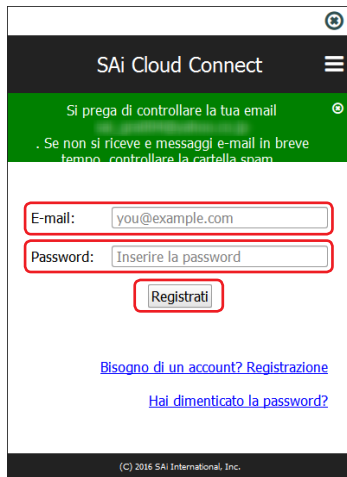 SAi Cloud Connect
Si prega di controllare la tua email
. Se non si riceve e messaggi e-mail in breve
tempo, controllare la cartella spam.
E-mail:
you@example.com
Password:
Inserire la password
Registrati
Bisogno di un account? Registrazione
Hai dimenticato la password?
(C) 2016 SAi International, Inc.